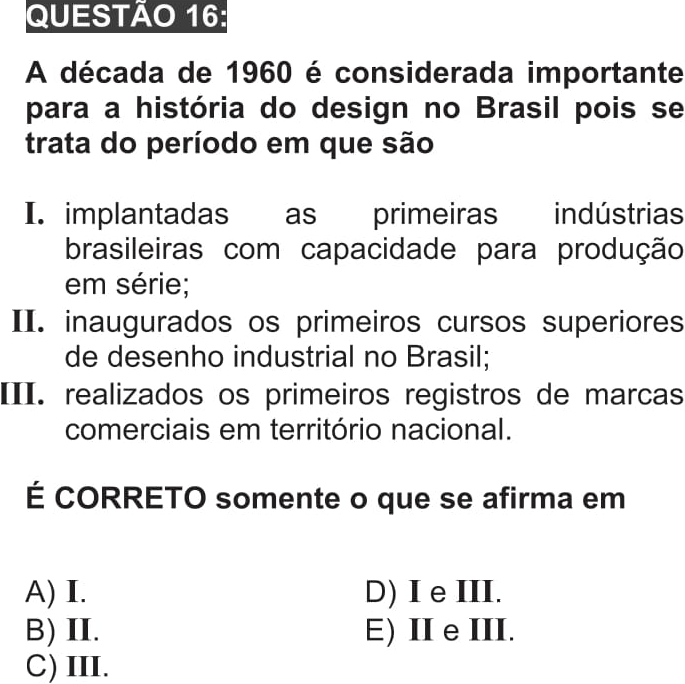 QUESTÃO 16:
A década de 1960 é considerada importante
para a história do design no Brasil pois se
trata do período em que são
I. implantadas as primeiras indústrias
brasileiras com capacidade para produção
em série;
II. inaugurados os primeiros cursos superiores
de desenho industrial no Brasil;
III. realizados os primeiros registros de marcas
comerciais em território nacional.
É CORRETO somente o que se afirma em
A) I.
B) II.
C) III.
D) I e III.
E) II e III.